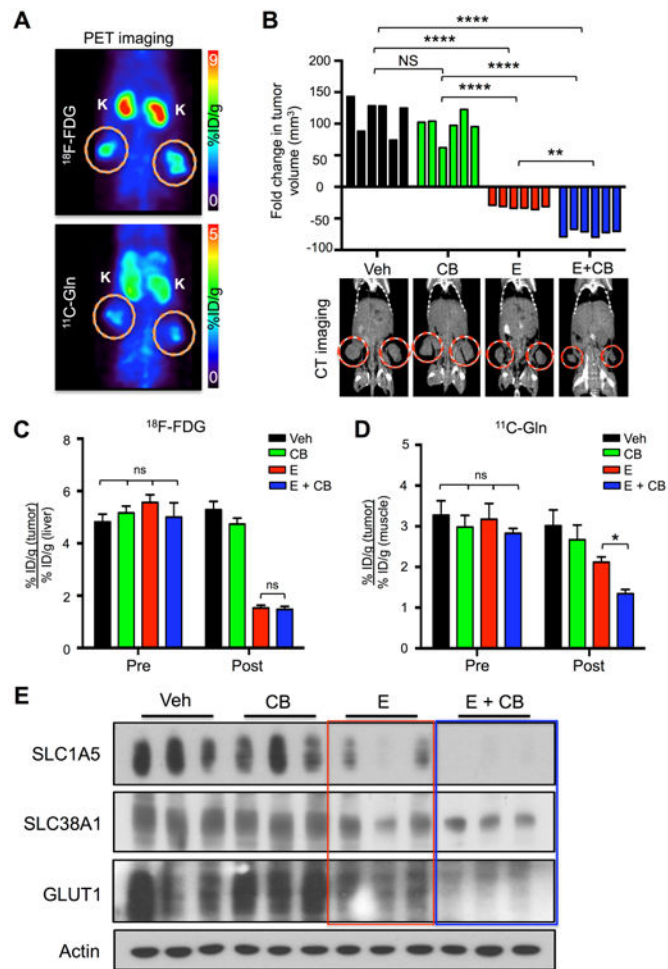 A
PET imaging
¹⁸F-FDG
K
K
9
%ID/g
0
¹¹C-Gln
K
K
5
%ID/g
0
B
****
****
NS
****
****
**
Fold change in tumor
volume (mm³)
200
150
100
50
0
-50
-100
Veh
CB
E
E+CB
CT imaging
C
¹⁸F-FDG
Veh
CB
E
E + CB
% ID/g (tumor)
% ID/g (liver)
8
6
4
2
0
ns
ns
Pre
Post
D
¹¹C-Gln
Veh
CB
E
E + CB
% ID/g (tumor)
% ID/g (muscle)
5
4
3
2
1
0
ns
*
Pre
Post
E
Veh
CB
E
E + CB
SLC1A5
SLC38A1
GLUT1
Actin